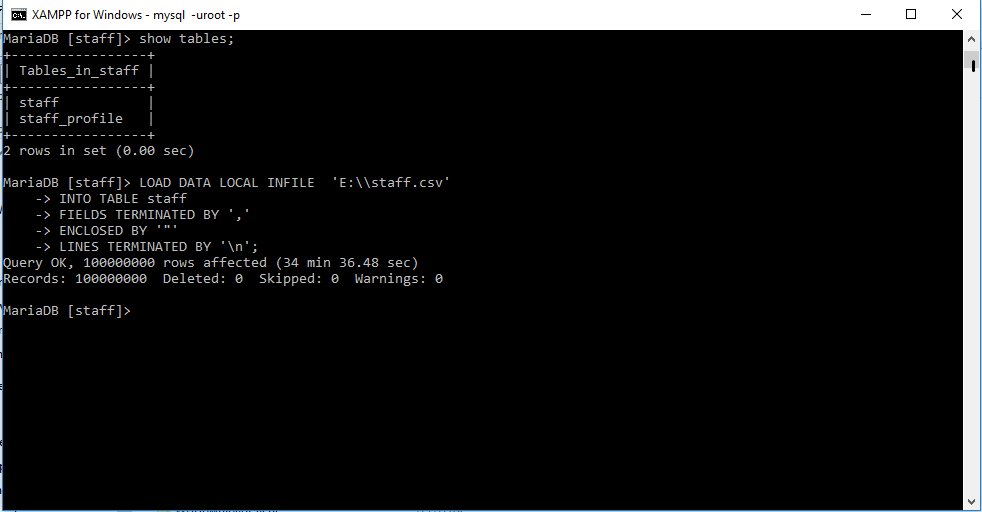 XAMPP for Windows - mysql  -uroot -p
MariaDB [staff]> show tables;
+-----------------+
| Tables_in_staff |
+-----------------+
| staff           |
| staff_profile   |
+-----------------+
2 rows in set (0.00 sec)
MariaDB [staff]> LOAD DATA LOCAL INFILE  'E:\\staff.csv'
    -> INTO TABLE staff
    -> FIELDS TERMINATED BY ','
    -> ENCLOSED BY '"'
    -> LINES TERMINATED BY '\n';
Query OK, 100000000 rows affected (34 min 36.48 sec)
Records: 100000000  Deleted: 0  Skipped: 0  Warnings: 0
MariaDB [staff]>